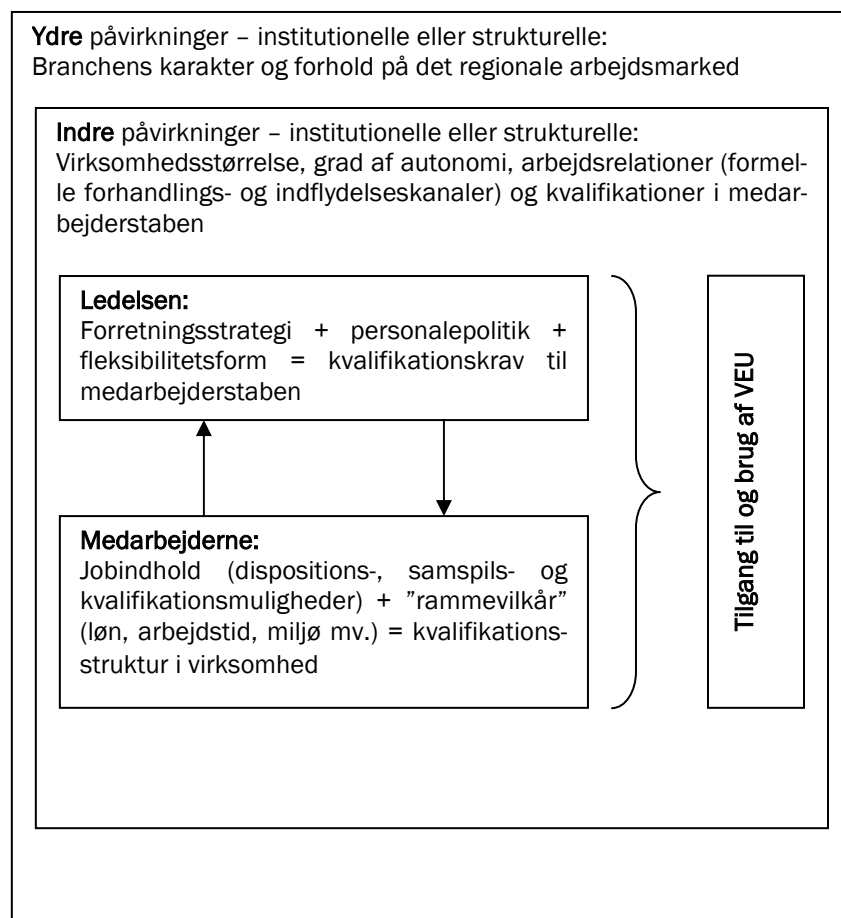 Ydre påvirkninger – institutionelle eller strukturelle:
Branchens karakter og forhold på det regionale arbejdsmarked
Indre påvirkninger – institutionelle eller strukturelle:
Virksomhedsstørrelse, grad af autonomi, arbejdsrelationer (formel-
le forhandlings- og indflydelseskanaler) og kvalifikationer i medar-
bejderstaben
Ledelsen:
Forretningsstrategi + personalepolitik +
fleksibilitetsform = kvalifikationskrav til
medarbejderstaben
Medarbejderne:
Jobindhold (dispositions-, samspils- og
kvalifikationsmuligheder) + ”rammevilkår”
(løn, arbejdstid, miljø mv.) = kvalifikations-
struktur i virksomhed
Tilgang til og brug af VEU